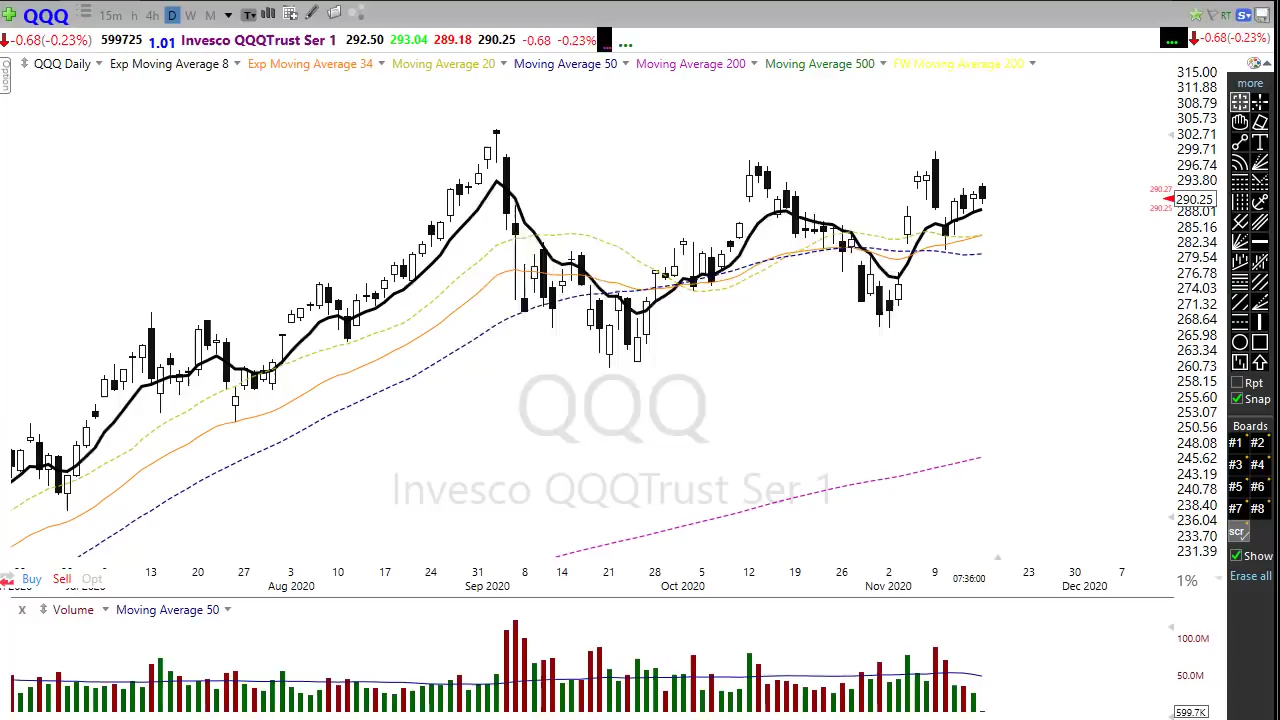 QQQ 15m h 4h D W M T RT S
-0.68(-0.23%) 599725 1.01 Invesco QQQTrust Ser 1 292.50 293.04 289.18 290.25 -0.68 -0.23% ... ... -0.68(-0.23%)
Option
QQQ Daily Exp Moving Average 8 Exp Moving Average 34 Moving Average 20 Moving Average 50 Moving Average 200 Moving Average 500 FW Moving Average 200
315.00
311.88
308.79
305.73
302.71
299.71
296.74
293.80
290.27
290.25
290.25
288.01
285.16
282.34
279.54
276.78
274.03
271.32
268.64
265.98
263.34
260.73
258.15
255.60
253.07
250.56
248.08
245.62
243.19
240.78
238.40
236.04
233.70
231.39
more
T
Rpt
Snap
Boards
#1 #2
#3 #4
#5 #6
#7 #8
scr
Show
Erase all
QQQ
Invesco QQQTrust Ser 1
13 20 27 3 10 17 24 31 14 21 28 5 12 19 26 2 9 07:36:00 23 30 7
Aug 2020 Sep 2020 Oct 2020 Nov 2020 Dec 2020
Buy Sell Opt
1%
x Volume Moving Average 50
100.0M
50.0M
599.7K